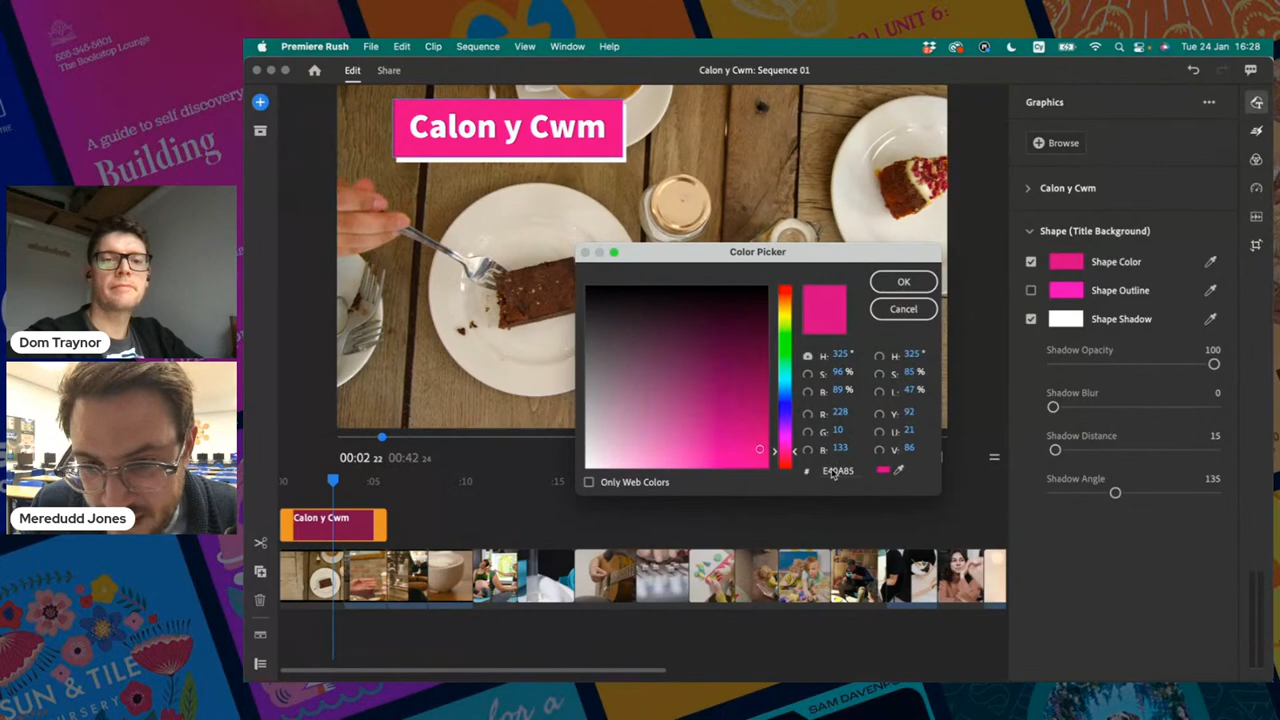 555-345-5801
The Bookstop Lounge
A guide to self discovery
Building
UNIT 6:
Premiere Rush File Edit Clip Sequence View Window Help
Tue 24 Jan 16:28
Edit Share
Calon y Cwm: Sequence 01
Calon y Cwm
Graphics
Browse
Calon y Cwm
Shape (Title Background)
Shape Color
Shape Outline
Shape Shadow
Shadow Opacity 100
Shadow Blur 0
Shadow Distance 15
Shadow Angle 135
Color Picker
OK
Cancel
H: 325 ° H: 325 °
S: 96 % S: 85 %
B: 89 % L: 47 %
R: 228 Y: 92
G: 10 U: 21
B: 133 V: 86
# E40A85
Only Web Colors
Dom Traynor
Meredudd Jones
00:02 22 00:42 24
:05 :10 :15
Calon y Cwm
SUN & TILE